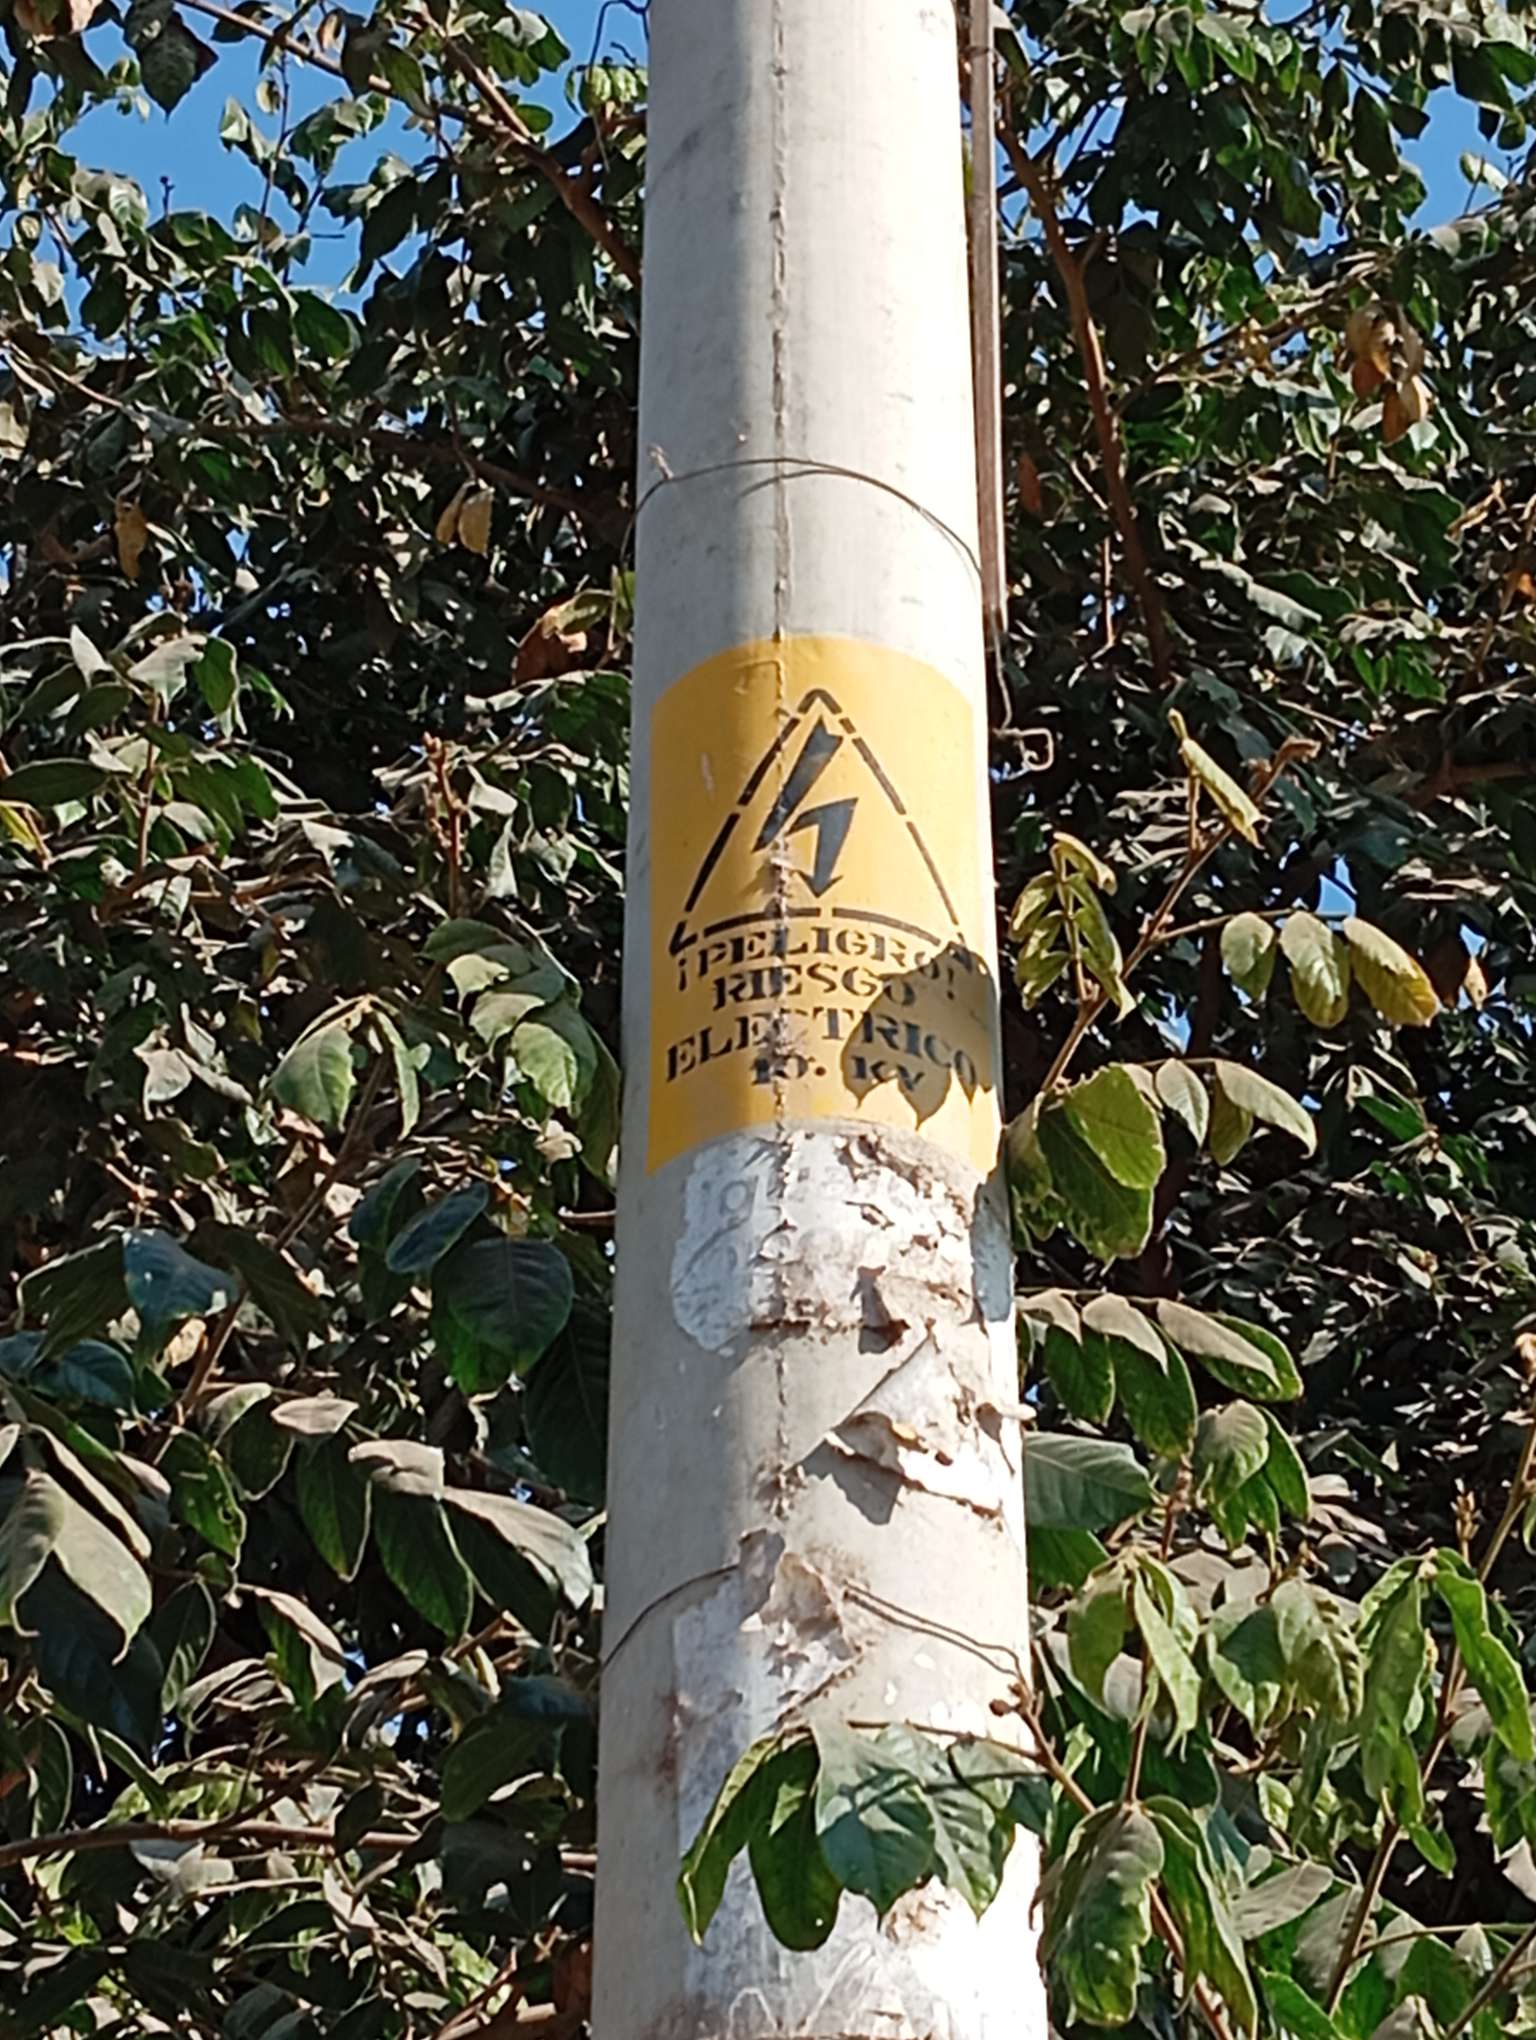 ¡PELIGRO!
RIESGO
ELECTRICO
10. KV